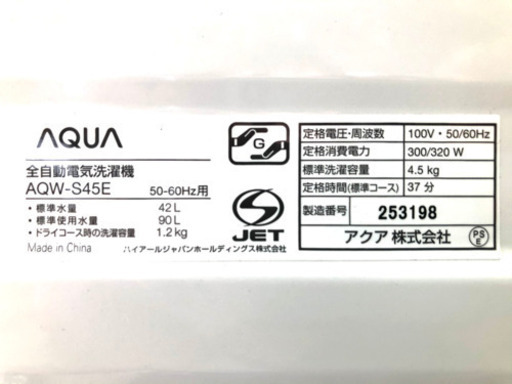 AQUA
全自動電気洗濯機
AQW-S45E 50-60Hz用
・標準水量 42L
・標準使用水量 90L
・ドライコース時の洗濯容量 1.2kg
Made in China ハイアールジャパンホールディングス株式会社
G
S
JET
定格電圧・周波数 100V・50/60Hz
定格消費電力 300/320 W
標準洗濯容量 4.5 kg
定格時間(標準コース) 37 分
製造番号 253198
アクア 株式会社 PSE